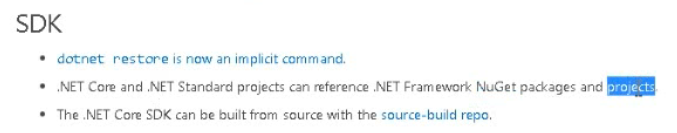 SDK
• dotnet restore is now an implicit command.
• .NET Core and .NET Standard projects can reference .NET Framework NuGet packages and projects.
• The .NET Core SDK can be built from source with the source-build repo.